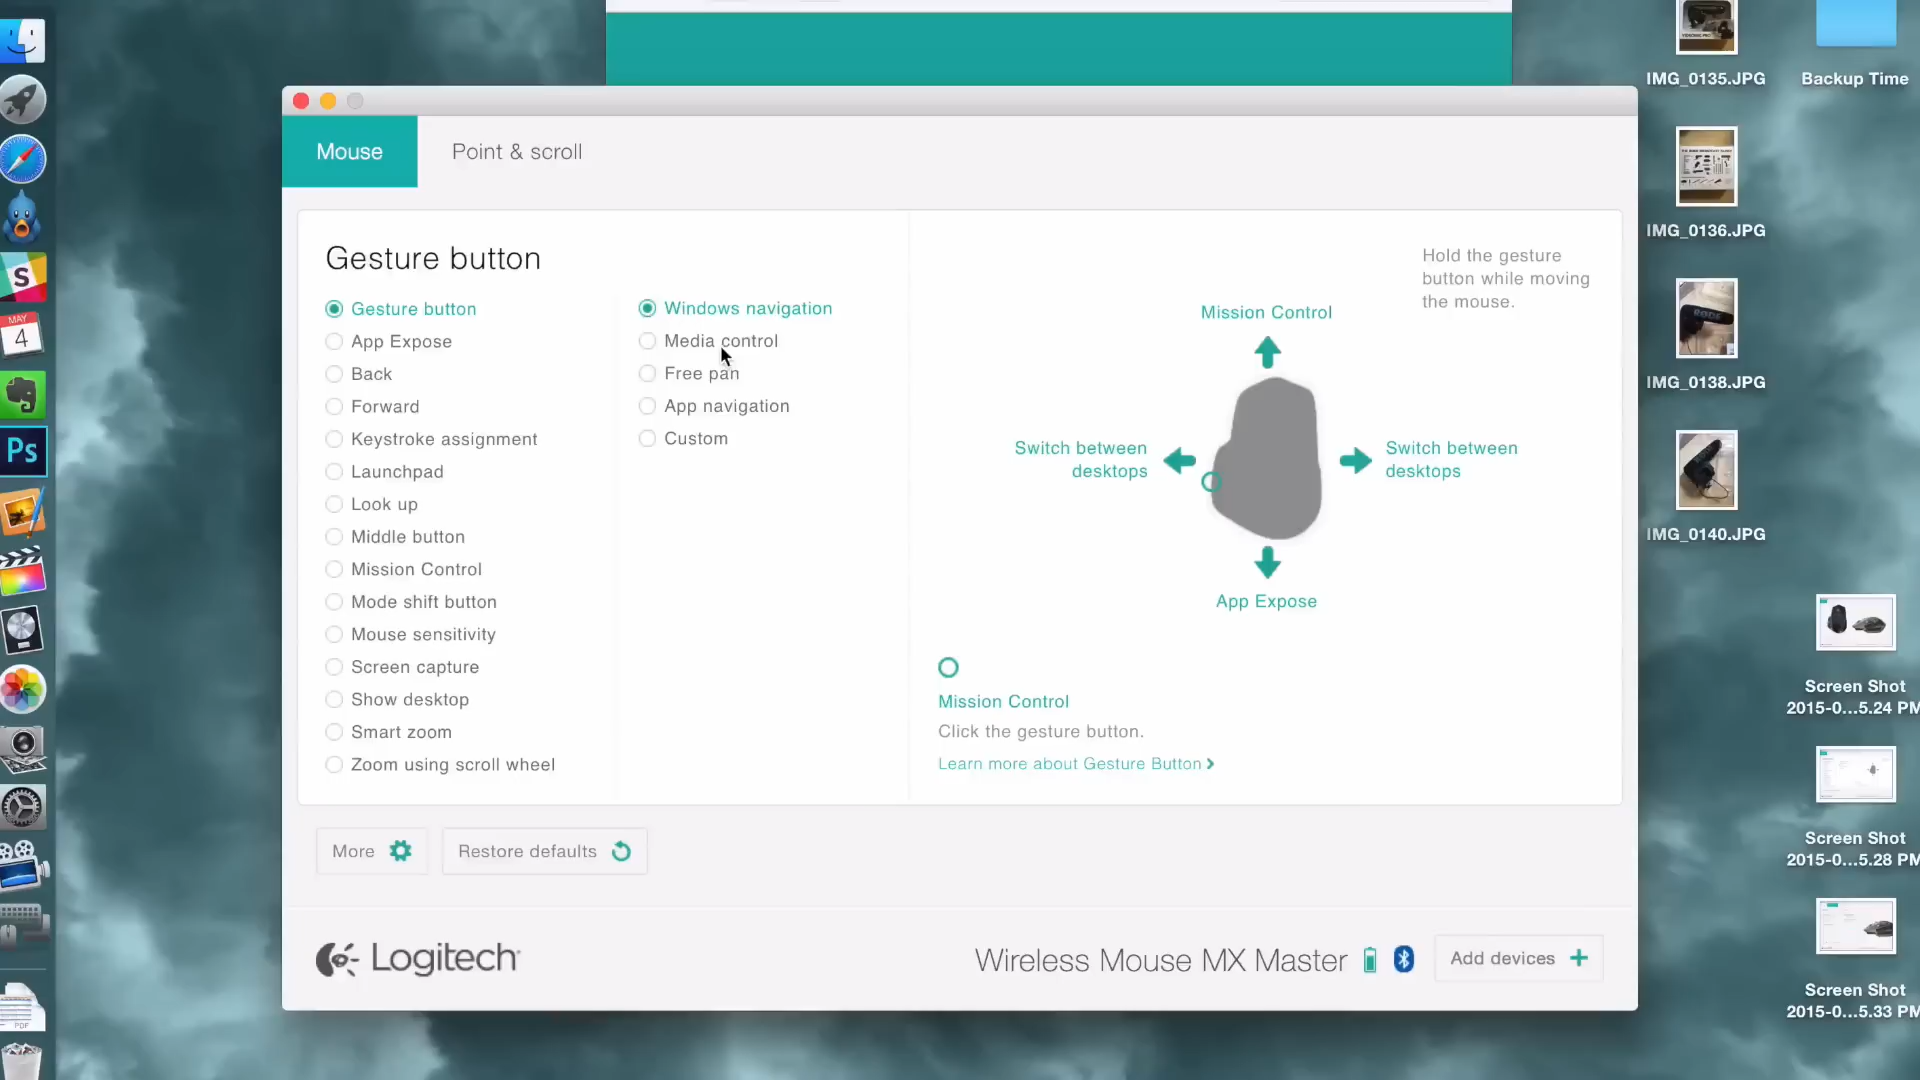 IMG_0135.JPG
Backup Time
Mouse
Point & scroll
IMG_0136.JPG
Gesture button
Hold the gesture
button while moving
the mouse.
Gesture button
App Expose
Back
Forward
Keystroke assignment
Launchpad
Look up
Middle button
Mission Control
Mode shift button
Mouse sensitivity
Screen capture
Show desktop
Smart zoom
Zoom using scroll wheel
Windows navigation
Media control
Free pan
App navigation
Custom
Mission Control
Switch between
desktops
Switch between
desktops
App Expose
Mission Control
Click the gesture button.
Learn more about Gesture Button
IMG_0138.JPG
IMG_0140.JPG
Screen Shot
2015-0...5.24 PM
Screen Shot
2015-0...5.28 PM
Screen Shot
2015-0...5.33 PM
More
Restore defaults
Logitech
Wireless Mouse MX Master
Add devices
S
MAY
4
Ps
PDF
RODE